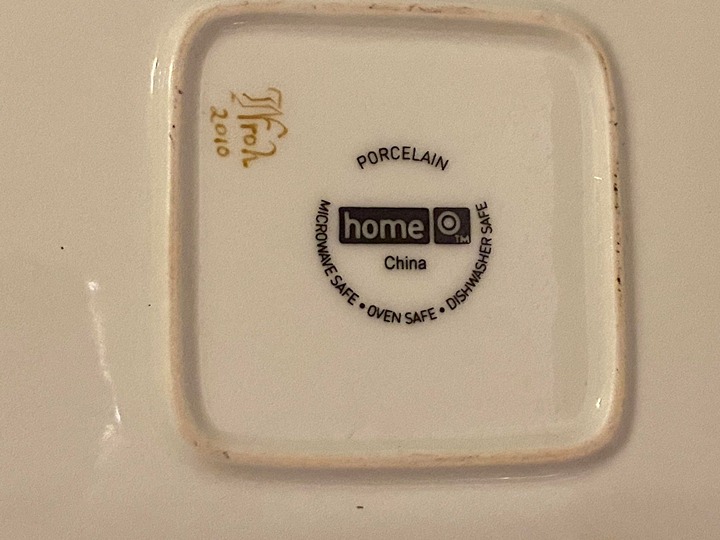 PORCELAIN
home
TM
China
MICROWAVE SAFE • OVEN SAFE • DISHWASHER SAFE
2010